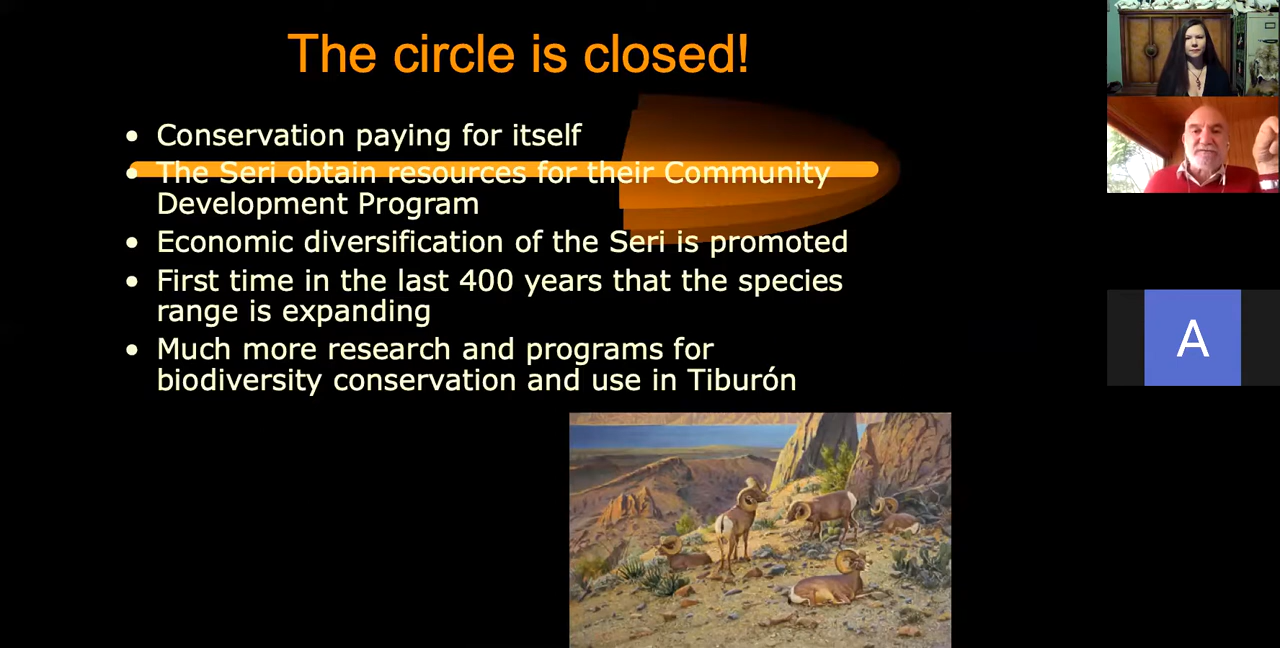 The circle is closed!
• Conservation paying for itself
• The Seri obtain resources for their Community
Development Program
• Economic diversification of the Seri is promoted
• First time in the last 400 years that the species
range is expanding
• Much more research and programs for
biodiversity conservation and use in Tiburón
A